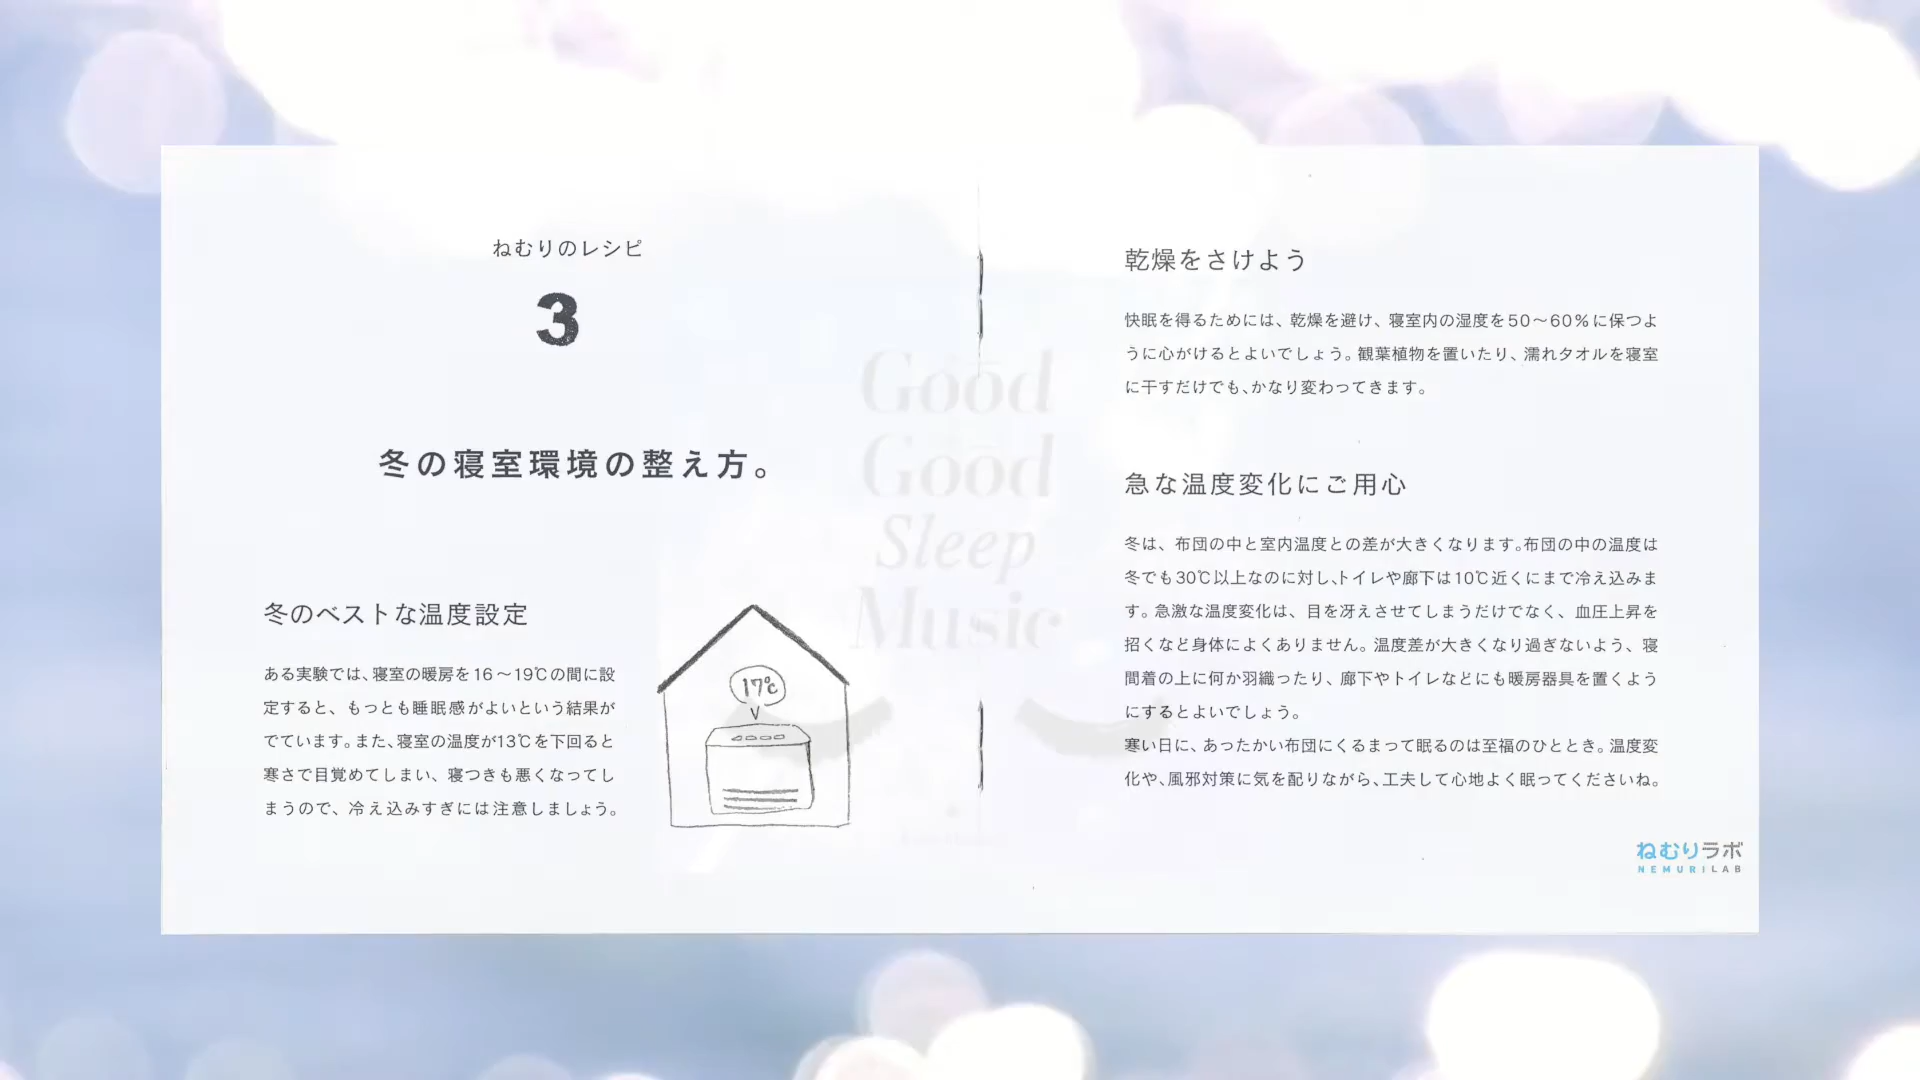 ねむりのレシピ
3
冬の寝室環境の整え方。
冬のベストな温度設定
ある実験では、寝室の暖房を16～19℃の間に設
定すると、もっとも睡眠感がよいという結果が
でています。また、寝室の温度が13℃を下回ると
寒さで目覚めてしまい、寝つきも悪くなってし
まうので、冷え込みすぎには注意しましょう。
17℃
Good
Good
Sleep
Music
乾燥をさけよう
快眠を得るためには、乾燥を避け、寝室内の湿度を50～60%に保つよ
うに心がけるとよいでしょう。観葉植物を置いたり、濡れタオルを寝室
に干すだけでも、かなり変わってきます。
急な温度変化にご用心
冬は、布団の中と室内温度との差が大きくなります。布団の中の温度は
冬でも30℃以上なのに対し、トイレや廊下は10℃近くにまで冷え込みま
す。急激な温度変化は、目を冴えさせてしまうだけでなく、血圧上昇を
招くなど身体によくありません。温度差が大きくなり過ぎないよう、寝
間着の上に何か羽織ったり、廊下やトイレなどにも暖房器具を置くよう
にするとよいでしょう。
寒い日に、あったかい布団にくるまって眠るのは至福のひととき。温度変
化や、風邪対策に気を配りながら、工夫して心地よく眠ってくださいね。
ねむりラボ
NEMURILAB